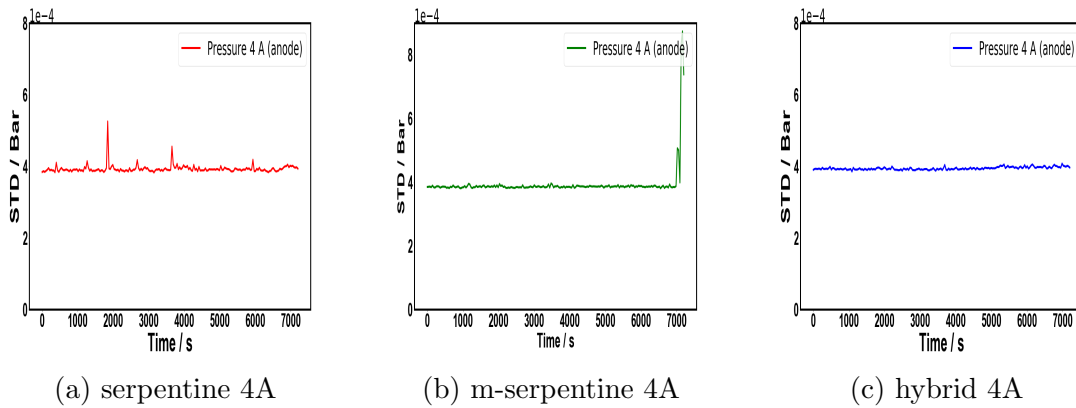 1e−4
8
6
4
2
0
STD / Bar
Pressure 4 A (anode)
0 1000 2000 3000 4000 5000 6000 7000
Time / s
(a) serpentine 4A
1e−4
8
6
4
2
0
STD / Bar
Pressure 4 A (anode)
0 1000 2000 3000 4000 5000 6000 7000
Time / s
(b) m-serpentine 4A
1e−4
8
6
4
2
0
STD / Bar
Pressure 4 A (anode)
0 1000 2000 3000 4000 5000 6000 7000
Time / s
(c) hybrid 4A